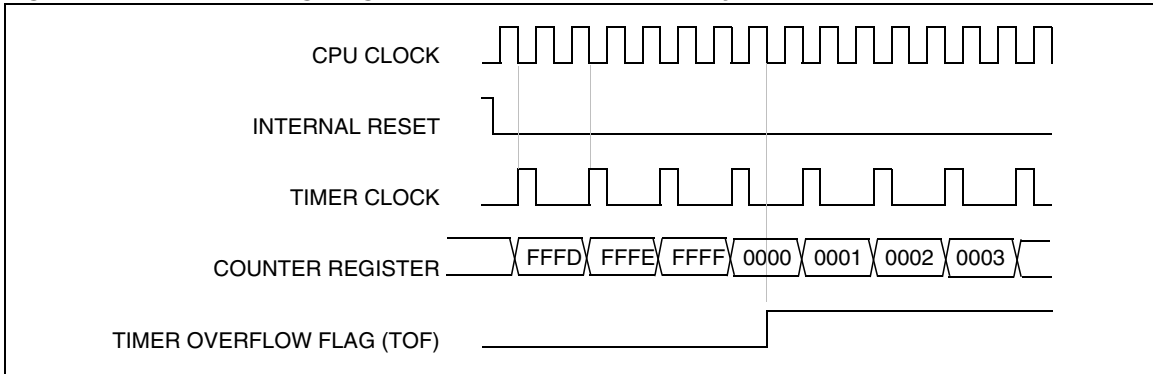 CPU CLOCK
INTERNAL RESET
TIMER CLOCK
COUNTER REGISTER FFFD FFFE FFFF 0000 0001 0002 0003
TIMER OVERFLOW FLAG (TOF)